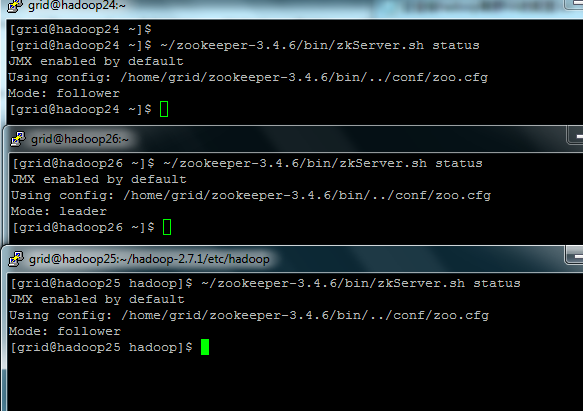 grid@hadoop24:~
[grid@hadoop24 ~]$
[grid@hadoop24 ~]$ ~/zookeeper-3.4.6/bin/zkServer.sh status
JMX enabled by default
Using config: /home/grid/zookeeper-3.4.6/bin/../conf/zoo.cfg
Mode: follower
[grid@hadoop24 ~]$
grid@hadoop26:~
[grid@hadoop26 ~]$ ~/zookeeper-3.4.6/bin/zkServer.sh status
JMX enabled by default
Using config: /home/grid/zookeeper-3.4.6/bin/../conf/zoo.cfg
Mode: leader
[grid@hadoop26 ~]$
grid@hadoop25:~/hadoop-2.7.1/etc/hadoop
[grid@hadoop25 hadoop]$ ~/zookeeper-3.4.6/bin/zkServer.sh status
JMX enabled by default
Using config: /home/grid/zookeeper-3.4.6/bin/../conf/zoo.cfg
Mode: follower
[grid@hadoop25 hadoop]$